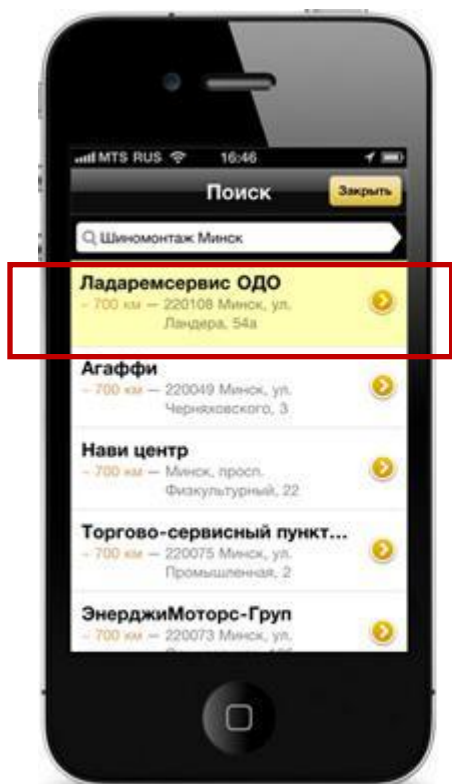 MTS RUS 16:46
Поиск
Закрыть
Шиномонтаж Минск
Ладаремсервис ОДО
~ 700 км — 220108 Минск, ул.
Ландера, 54а
Агаффи
~ 700 км — 220049 Минск, ул.
Черняховского, 3
Нави центр
~ 700 км — Минск, просп.
Физкультурный, 22
Торгово-сервисный пункт...
~ 700 км — 220075 Минск, ул.
Промышленная, 2
ЭнерджиМоторс-Груп
~ 700 км — 220073 Минск, ул.